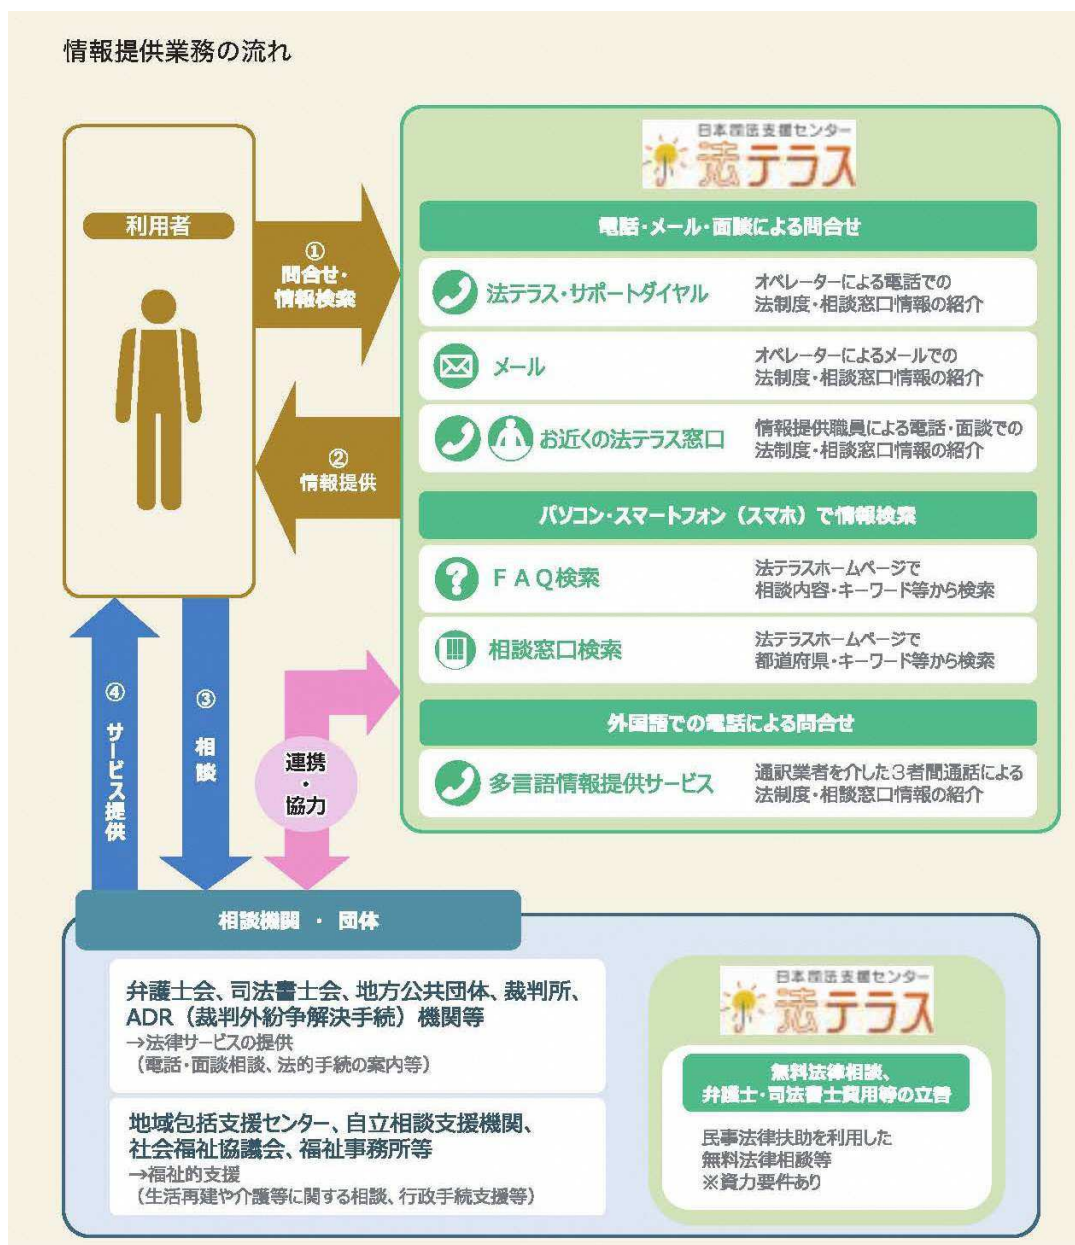 情報提供業務の流れ
利用者
①
問合せ・
情報検索
②
情報提供
日本司法支援センター
法テラス
電話・メール・面談による問合せ
法テラス・サポートダイヤル
オペレーターによる電話での
法制度・相談窓口情報の紹介
メール
オペレーターによるメールでの
法制度・相談窓口情報の紹介
お近くの法テラス窓口
情報提供職員による電話・面談での
法制度・相談窓口情報の紹介
パソコン・スマートフォン（スマホ）で情報検索
FAQ検索
法テラスホームページで
相談内容・キーワード等から検索
相談窓口検索
法テラスホームページで
都道府県・キーワード等から検索
外国語での電話による問合せ
多言語情報提供サービス
通訳業者を介した3者間通話による
法制度・相談窓口情報の紹介
④サービス提供
③相談
連携
・
協力
相談機関 ・ 団体
弁護士会、司法書士会、地方公共団体、裁判所、
ADR（裁判外紛争解決手続）機関等
→法律サービスの提供
（電話・面談相談、法的手続の案内等）
地域包括支援センター、自立相談支援機関、
社会福祉協議会、福祉事務所等
→福祉的支援
（生活再建や介護等に関する相談、行政手続支援等）
日本司法支援センター
法テラス
無料法律相談、
弁護士・司法書士費用等の立替
民事法律扶助を利用した
無料法律相談等
※資力要件あり